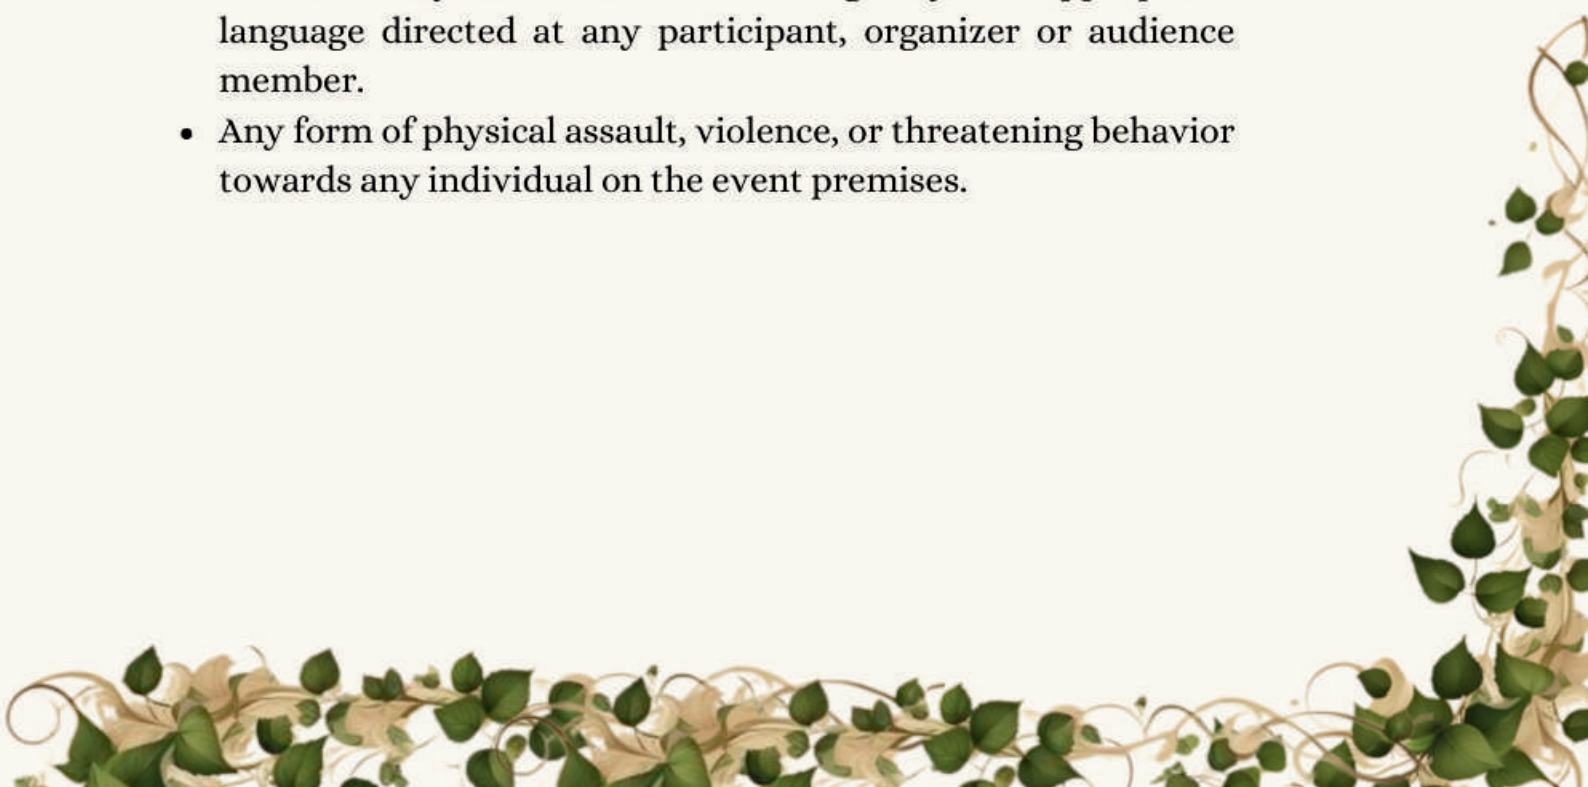 language directed at any participant, organizer or audience
member.
• Any form of physical assault, violence, or threatening behavior
towards any individual on the event premises.